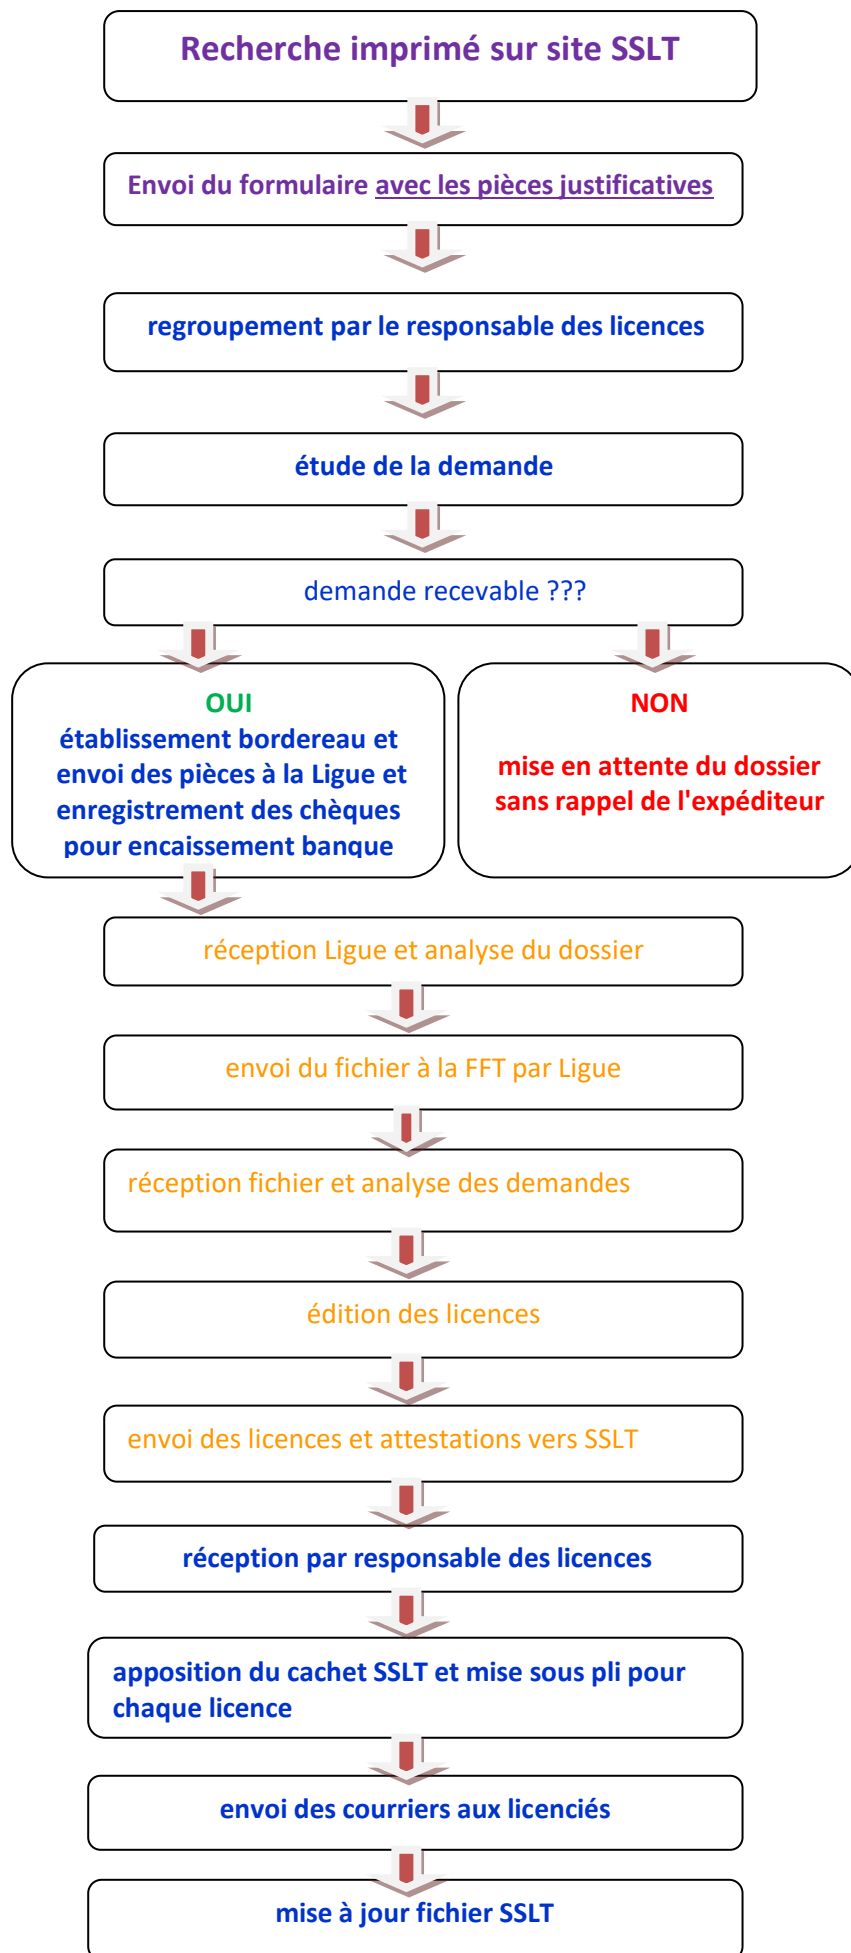 Recherche imprimé sur site SSLT
Envoi du formulaire avec les pièces justificatives
regroupement par le responsable des licences
étude de la demande
demande recevable ???
OUI
établissement bordereau et
envoi des pièces à la Ligue et
enregistrement des chèques
pour encaissement banque
NON
mise en attente du dossier
sans rappel de l'expéditeur
réception Ligue et analyse du dossier
envoi du fichier à la FFT par Ligue
réception fichier et analyse des demandes
édition des licences
envoi des licences et attestations vers SSLT
réception par responsable des licences
apposition du cachet SSLT et mise sous pli pour
chaque licence
envoi des courriers aux licenciés
mise à jour fichier SSLT